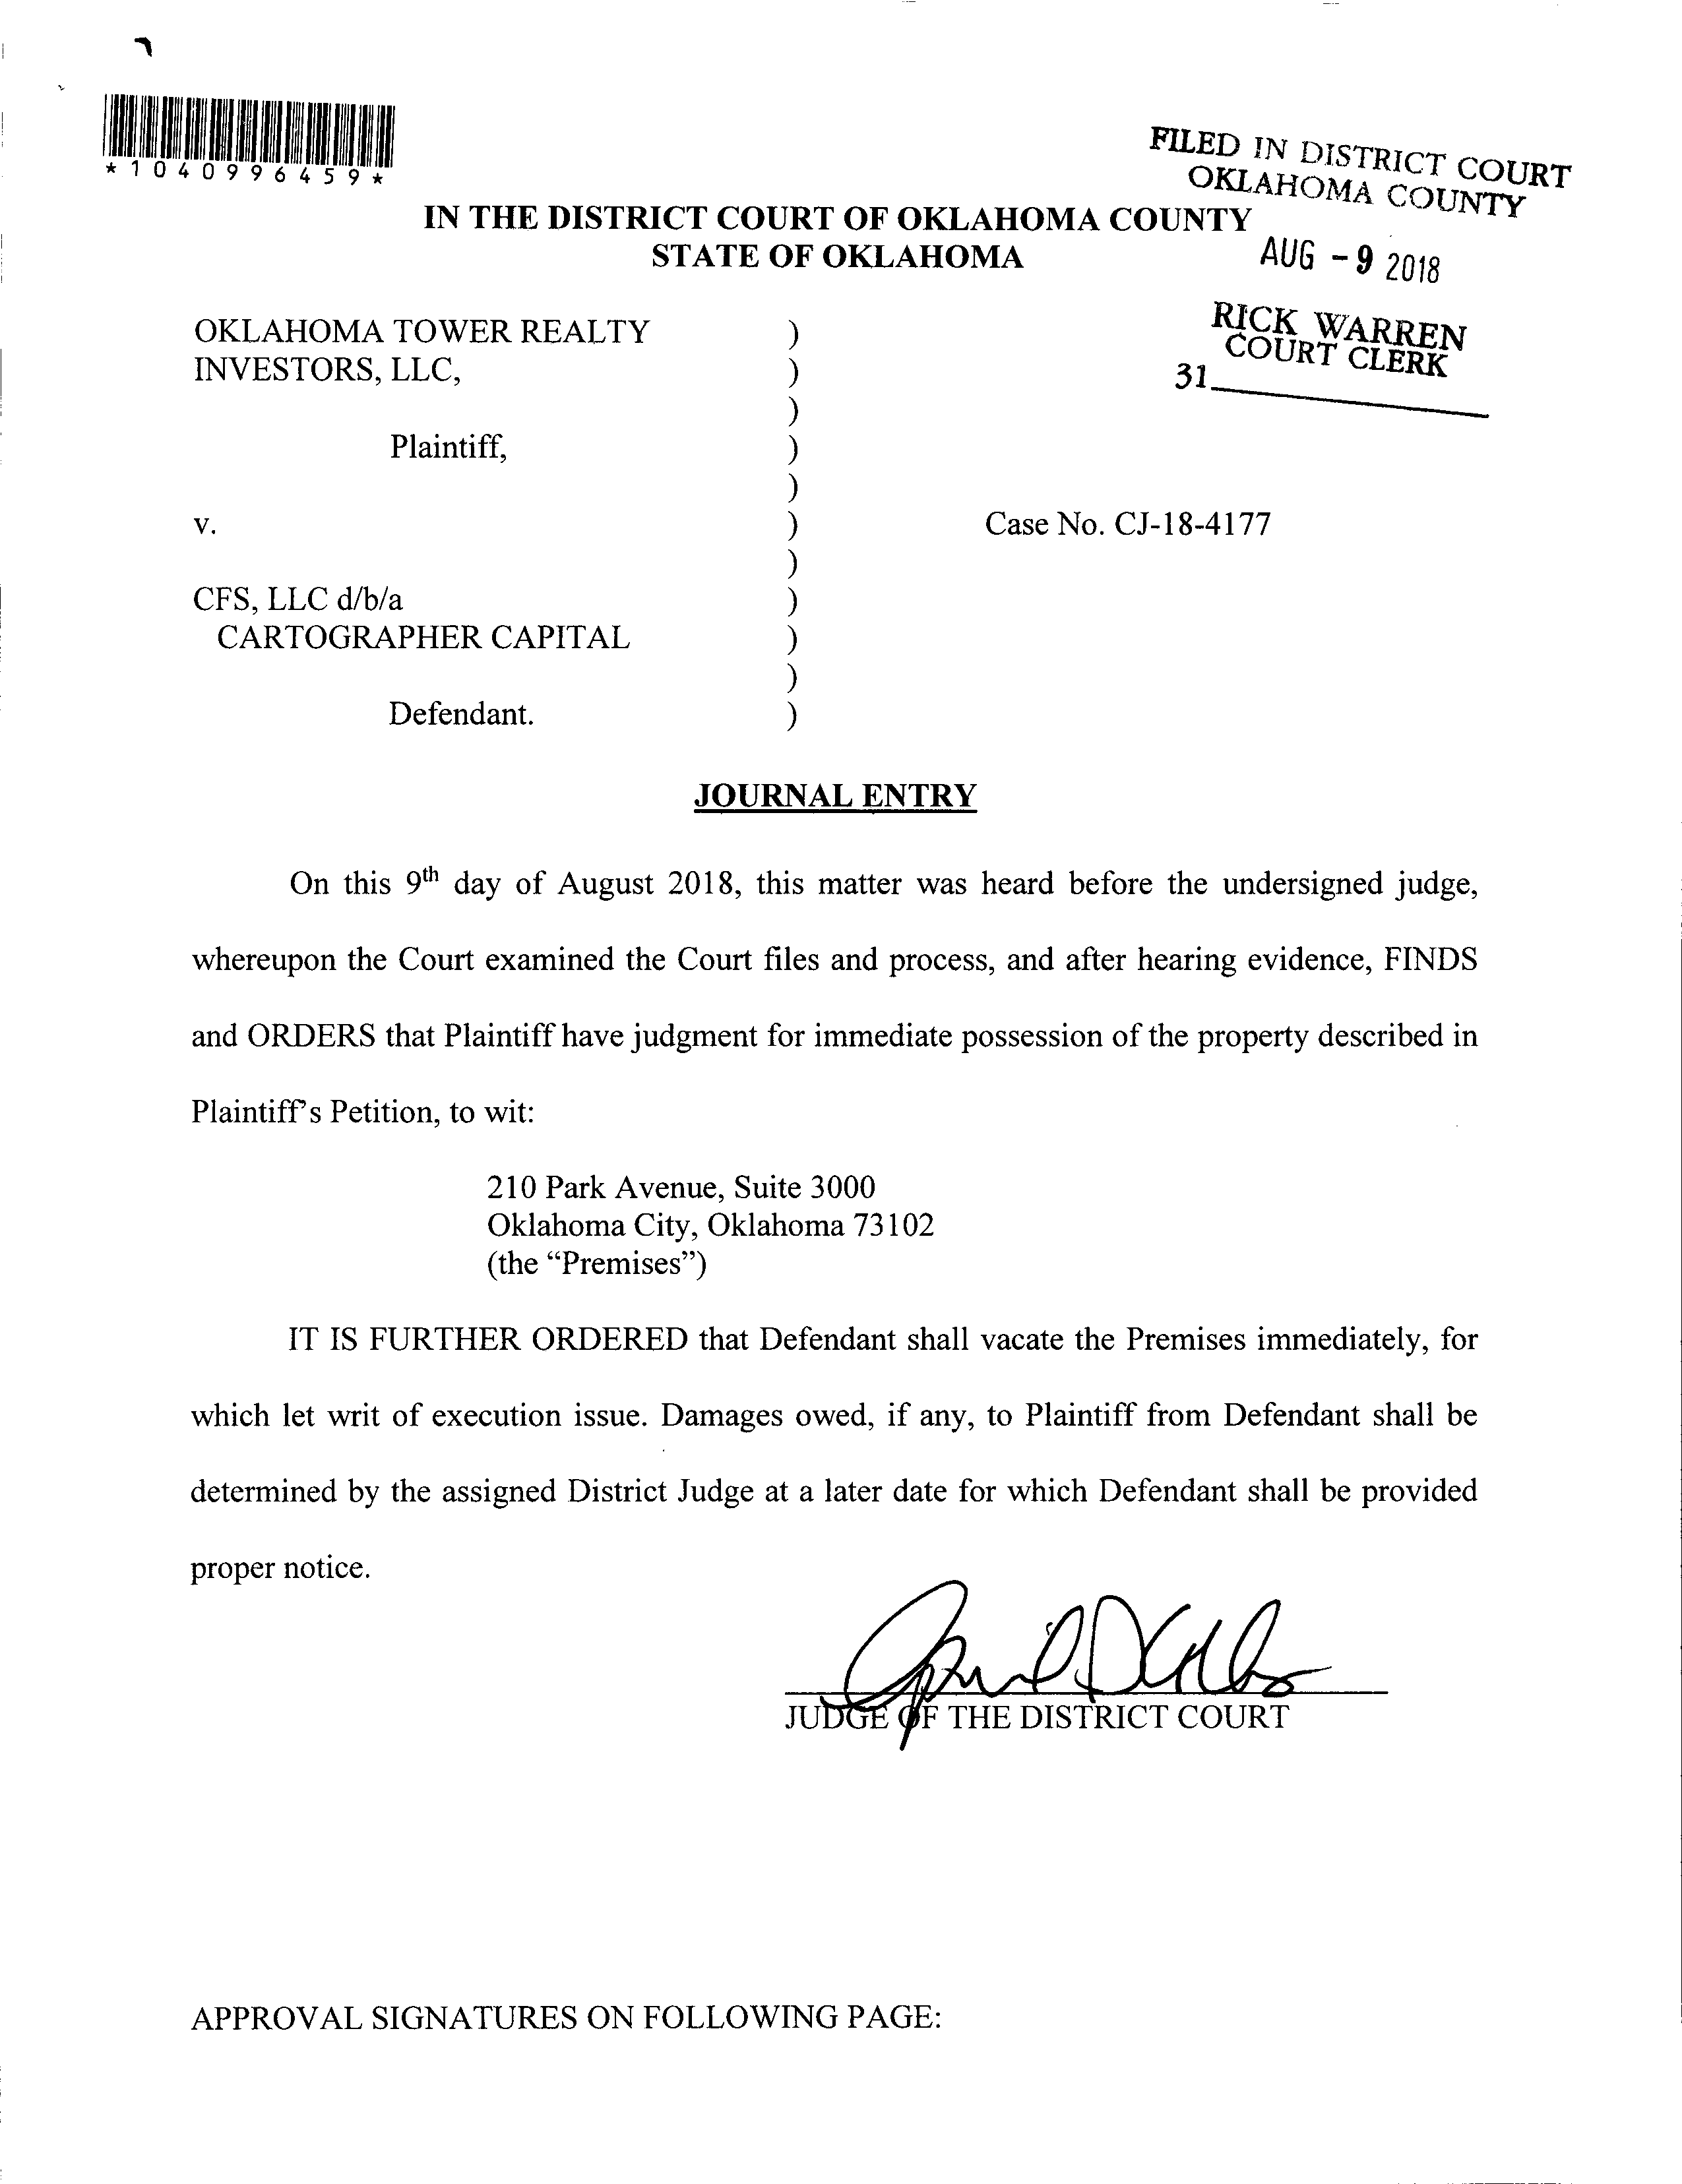 *1040996459*
FILED IN DISTRICT COURT
OKLAHOMA COUNTY
IN THE DISTRICT COURT OF OKLAHOMA COUNTY
STATE OF OKLAHOMA
AUG - 9 2018
RICK WARREN
COURT CLERK
31
OKLAHOMA TOWER REALTY )
INVESTORS, LLC, )
)
Plaintiff, )
)
v. ) Case No. CJ-18-4177
)
CFS, LLC d/b/a )
CARTOGRAPHER CAPITAL )
)
Defendant. )
JOURNAL ENTRY
On this 9th day of August 2018, this matter was heard before the undersigned judge,
whereupon the Court examined the Court files and process, and after hearing evidence, FINDS
and ORDERS that Plaintiff have judgment for immediate possession of the property described in
Plaintiff's Petition, to wit:
210 Park Avenue, Suite 3000
Oklahoma City, Oklahoma 73102
(the “Premises”)
IT IS FURTHER ORDERED that Defendant shall vacate the Premises immediately, for
which let writ of execution issue. Damages owed, if any, to Plaintiff from Defendant shall be
determined by the assigned District Judge at a later date for which Defendant shall be provided
proper notice.
JUDGE OF THE DISTRICT COURT
APPROVAL SIGNATURES ON FOLLOWING PAGE: